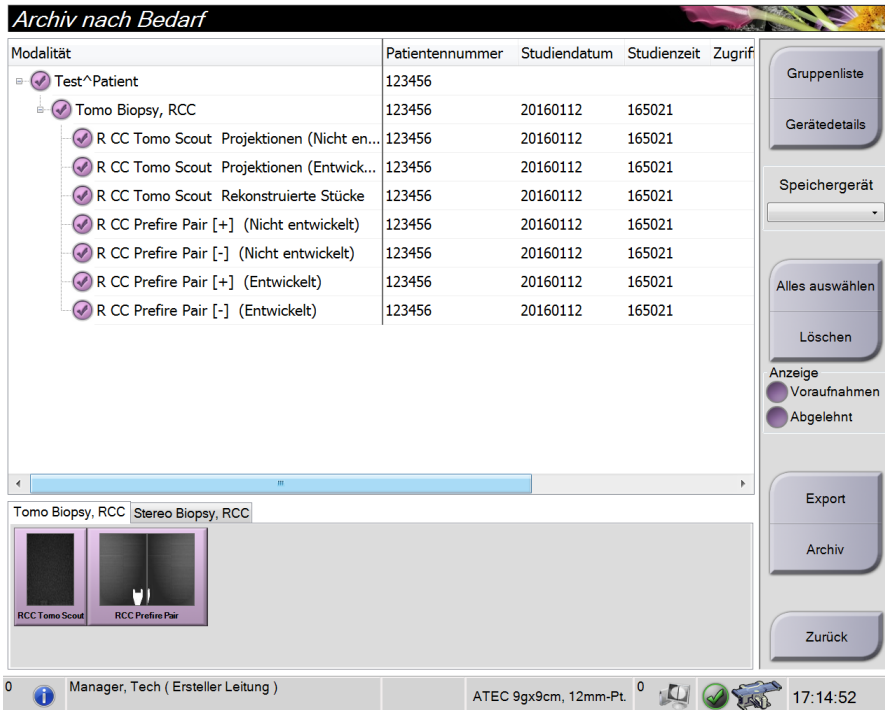 Archiv nach Bedarf
Modalität Patientennummer Studiendatum Studienzeit Zugriff
Test^Patient 123456
Tomo Biopsy, RCC 123456 20160112 165021
R CC Tomo Scout Projektionen (Nicht en... 123456 20160112 165021
R CC Tomo Scout Projektionen (Entwick... 123456 20160112 165021
R CC Tomo Scout Rekonstruierte Stücke 123456 20160112 165021
R CC Prefire Pair [+] (Nicht entwickelt) 123456 20160112 165021
R CC Prefire Pair [-] (Nicht entwickelt) 123456 20160112 165021
R CC Prefire Pair [+] (Entwickelt) 123456 20160112 165021
R CC Prefire Pair [-] (Entwickelt) 123456 20160112 165021
Gruppenliste
Gerätedetails
Speichergerät
Alles auswählen
Löschen
Anzeige
Voraufnahmen
Abgelehnt
Export
Archiv
Zurück
Tomo Biopsy, RCC Stereo Biopsy, RCC
RCC Tomo Scout RCC Prefire Pair
0 Manager, Tech ( Ersteller Leitung ) ATEC 9gx9cm, 12mm-Pt. 0 17:14:52